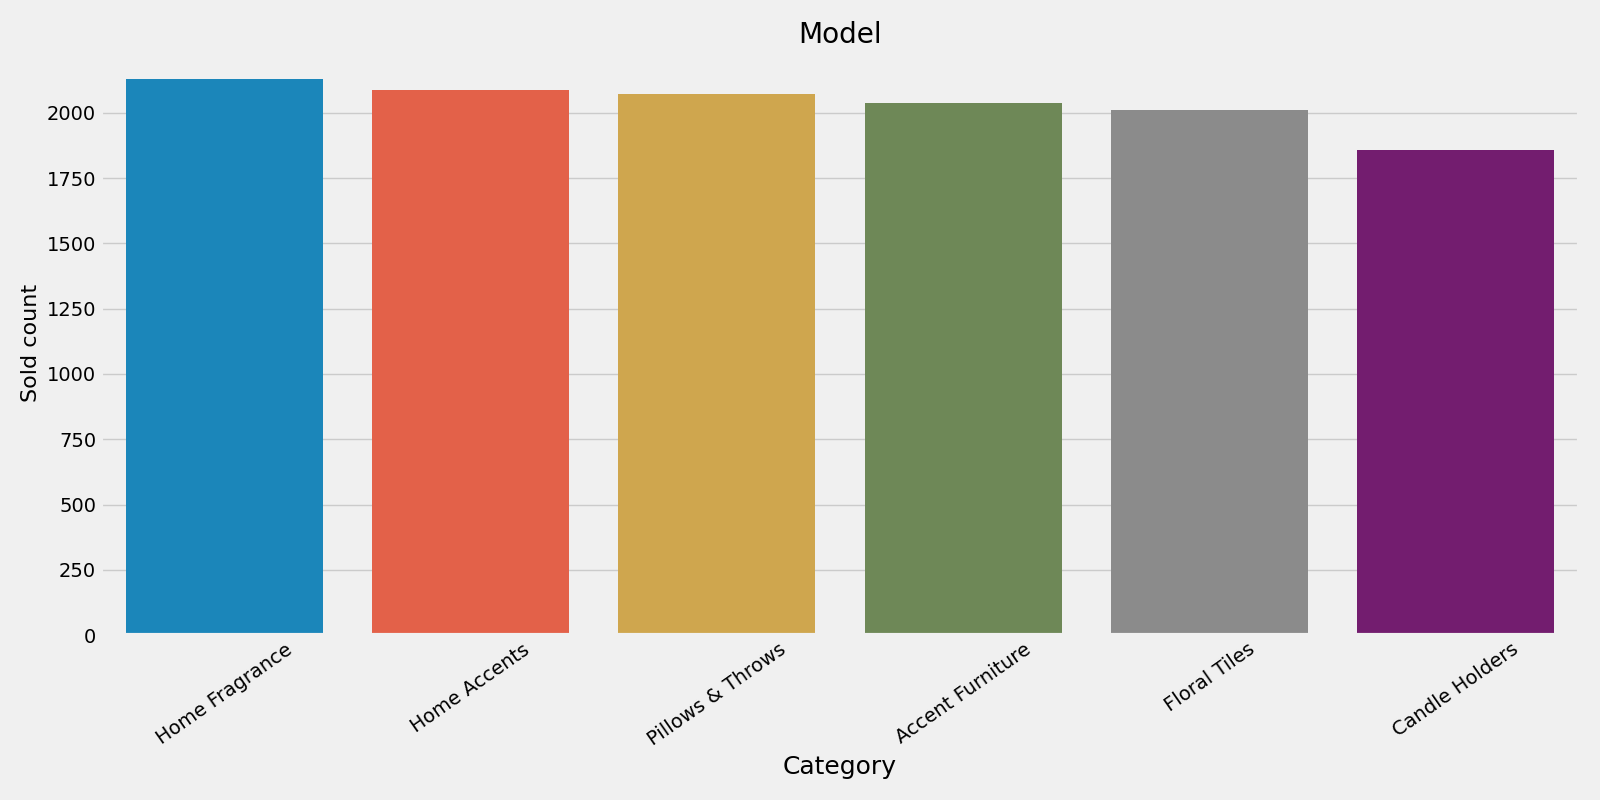 Model
Sold count
2000
1750
1500
1250
1000
750
500
250
0
Home Fragrance
Home Accents
Pillows & Throws
Accent Furniture
Floral Tiles
Candle Holders
Category